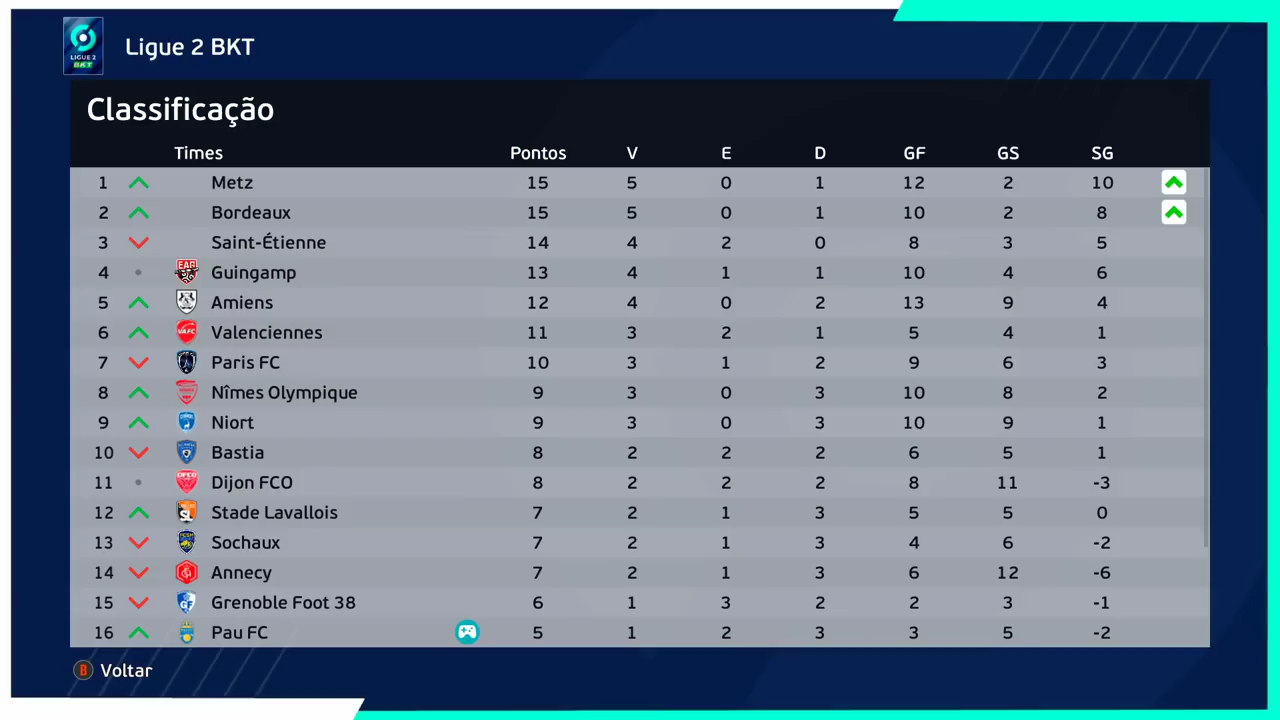 LIGUE 2
BKT
Ligue 2 BKT
Classificação
Times Pontos V E D GF GS SG
1 Metz 15 5 0 1 12 2 10
2 Bordeaux 15 5 0 1 10 2 8
3 Saint-Étienne 14 4 2 0 8 3 5
4 Guingamp 13 4 1 1 10 4 6
5 Amiens 12 4 0 2 13 9 4
6 Valenciennes 11 3 2 1 5 4 1
7 Paris FC 10 3 1 2 9 6 3
8 Nîmes Olympique 9 3 0 3 10 8 2
9 Niort 9 3 0 3 10 9 1
10 Bastia 8 2 2 2 6 5 1
11 Dijon FCO 8 2 2 2 8 11 -3
12 Stade Lavallois 7 2 1 3 5 5 0
13 Sochaux 7 2 1 3 4 6 -2
14 Annecy 7 2 1 3 6 12 -6
15 Grenoble Foot 38 6 1 3 2 2 3 -1
16 Pau FC 5 1 2 3 3 5 -2
B Voltar